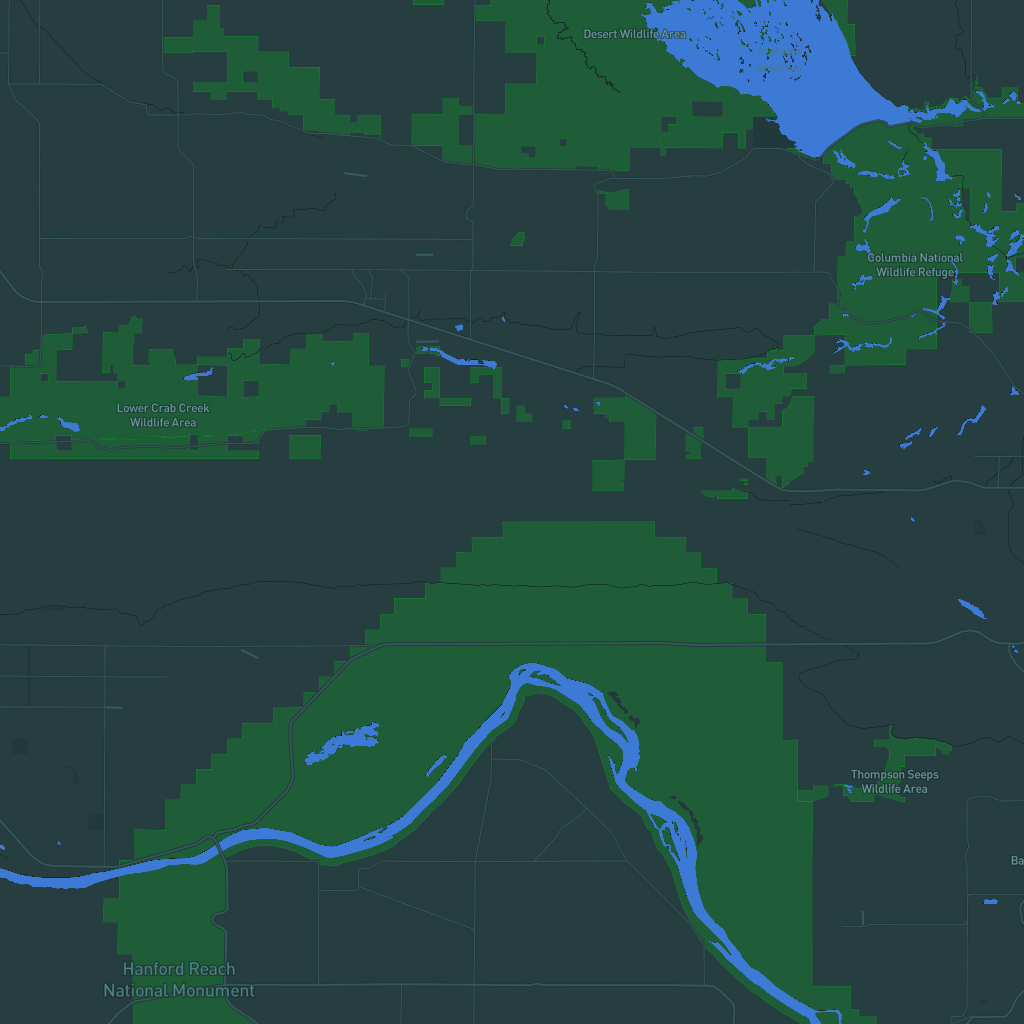 Desert Wildlife Area
Columbia National
Wildlife Refuge
Lower Crab Creek
Wildlife Area
Thompson Seeps
Wildlife Area
Ba
Hanford Reach
National Monument